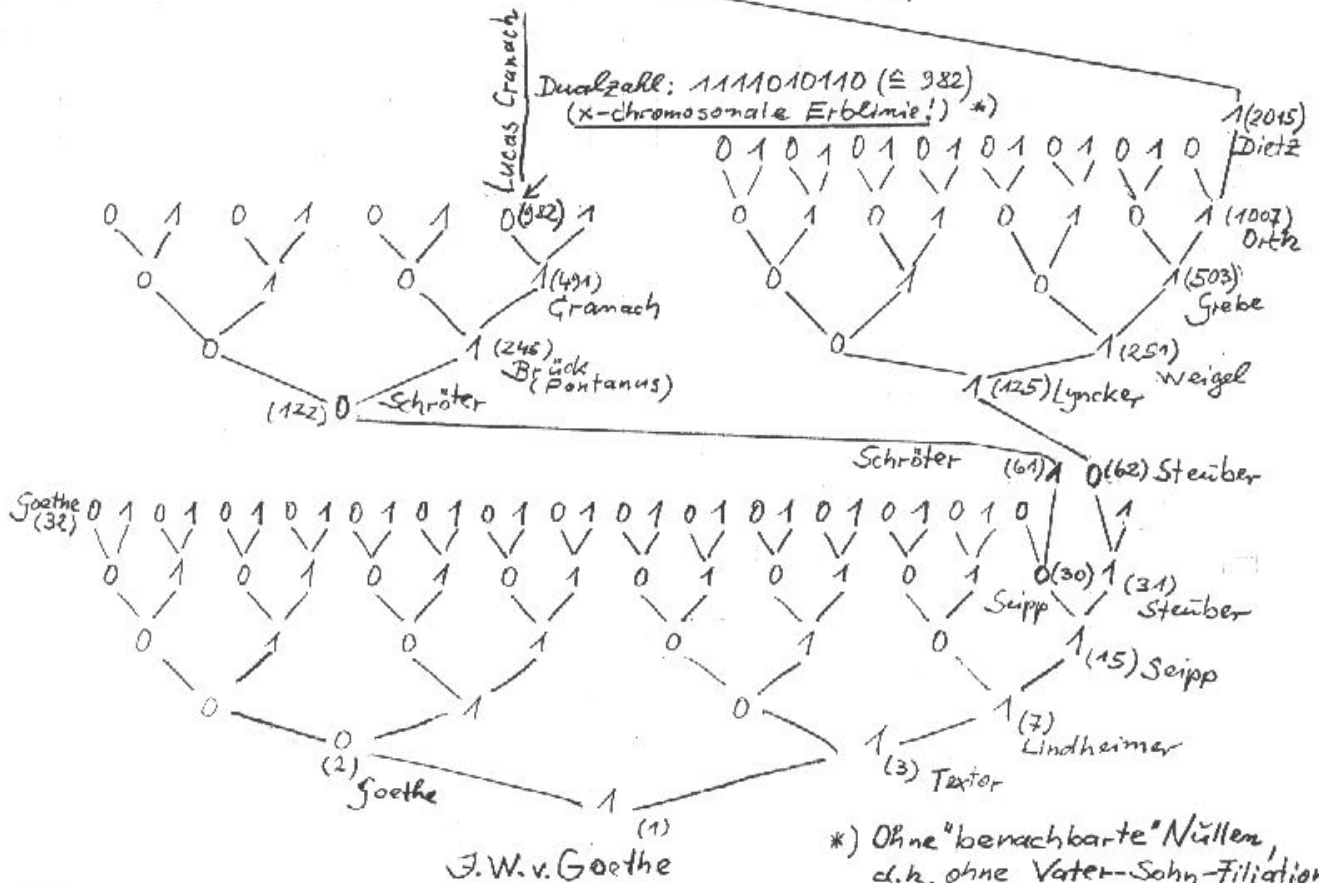 Lucas Cranach
Dualzahl: 1111010110 (≙ 982)
(x-chromosonale Erblinie!) *)
1 (2015)
Dietz
0 1 0 1 0 1 0 1 0 1 0 1 0 1 0
0 1 0 1 0 1 0 (982) 1
0 1 0 1 0 1 0 1 (1007)
Orth
0 1 0 1 (491)
Cranach
0 1 0 1 (503)
Grebe
0 1 (245)
Brück
(Pontanus)
0 1 (251)
Weigel
(122) 0 Schröter
1 (125) Lyncker
Schröter (61) 1 0 (62) Steuber
Goethe
(32) 0 1 0 1 0 1 0 1 0 1 0 1 0 1 0 1 0 1 0 1 0 1 0 1 0 1 0 1 0 1
0 1 0 1 0 1 0 1 0 1 0 1 0 1 0 (30) 1 (31)
Seipp Steuber
0 1 0 1 0 1 0 1 (15) Seipp
0 1 0 1 (7)
Lindheimer
0 1
(2) (3) Textor
Goethe
1
(1)
J. W. v. Goethe
*) Ohne "benachbarte" Nullen,
d.h. ohne Vater-Sohn-Filiation